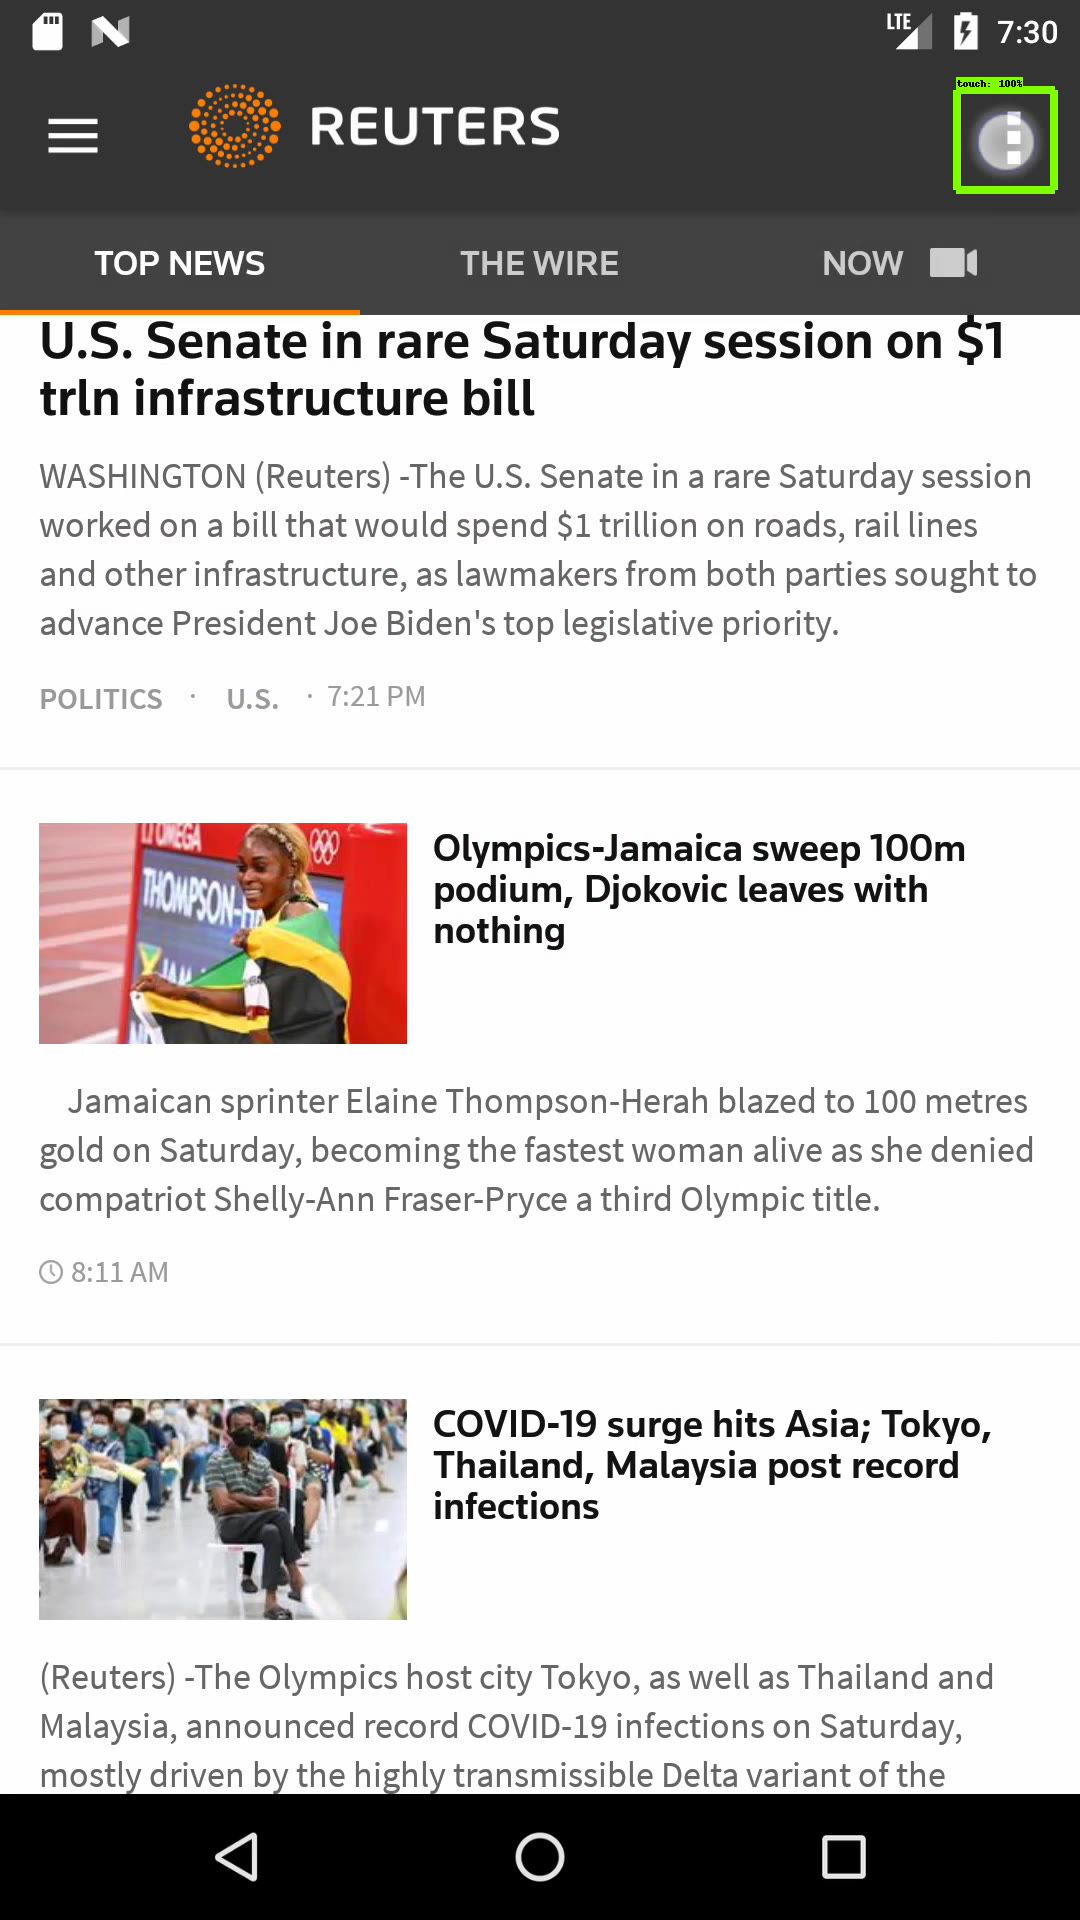 LTE 7:30
touch: 100%
REUTERS
TOP NEWS THE WIRE NOW
U.S. Senate in rare Saturday session on $1
trln infrastructure bill
WASHINGTON (Reuters) -The U.S. Senate in a rare Saturday session
worked on a bill that would spend $1 trillion on roads, rail lines
and other infrastructure, as lawmakers from both parties sought to
advance President Joe Biden's top legislative priority.
POLITICS · U.S. · 7:21 PM
Olympics-Jamaica sweep 100m
podium, Djokovic leaves with
nothing
OMEGA
THOMPSON-H
JAM
Jamaican sprinter Elaine Thompson-Herah blazed to 100 metres
gold on Saturday, becoming the fastest woman alive as she denied
compatriot Shelly-Ann Fraser-Pryce a third Olympic title.
8:11 AM
COVID-19 surge hits Asia; Tokyo,
Thailand, Malaysia post record
infections
(Reuters) -The Olympics host city Tokyo, as well as Thailand and
Malaysia, announced record COVID-19 infections on Saturday,
mostly driven by the highly transmissible Delta variant of the